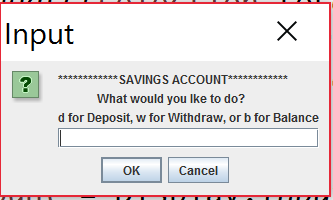 Input
************SAVINGS ACCOUNT************
What would you lke to do?
d for Deposit, w for Withdraw, or b for Balance
OK
Cancel